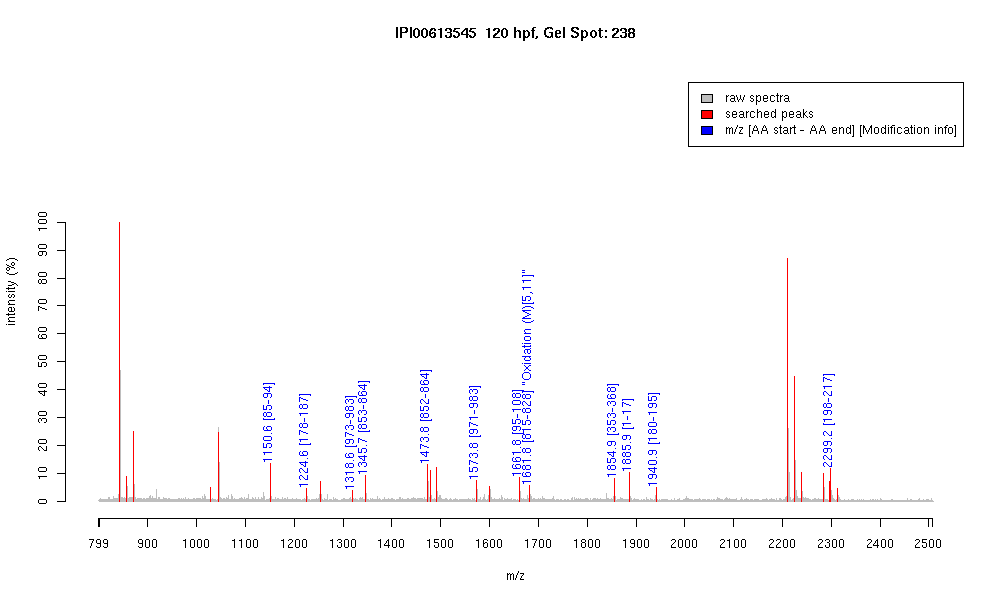 IPI00613545  120 hpf, Gel Spot: 238
raw spectra
searched peaks
m/z [AA start - AA end] [Modification info]
intensity (%)
100
90
80
70
60
50
40
30
20
10
0
1150.6 [85-94]
1224.6 [178-187]
1318.6 [973-983]
1345.7 [853-864]
1473.8 [852-864]
1573.8 [971-983]
1661.8 [95-108]
1681.8 [815-828] "Oxidation (M)[5,11]"
1854.9 [353-368]
1885.9 [1-17]
1940.9 [180-195]
2299.2 [198-217]
799 900 1000 1100 1200 1300 1400 1500 1600 1700 1800 1900 2000 2100 2200 2300 2400 2500
m/z